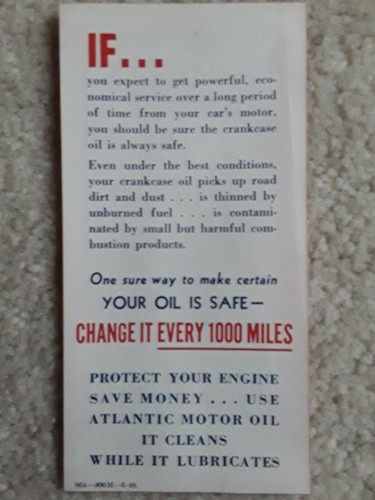 IF...
you expect to get powerful, eco-
nomical service over a long period
of time from your car's motor,
you should be sure the crankcase
oil is always safe.
Even under the best conditions,
your crankcase oil picks up road
dirt and dust . . . is thinned by
unburned fuel . . . is contami-
nated by small but harmful com-
bustion products.
One sure way to make certain
YOUR OIL IS SAFE—
CHANGE IT EVERY 1000 MILES
PROTECT YOUR ENGINE
SAVE MONEY . . . USE
ATLANTIC MOTOR OIL
IT CLEANS
WHILE IT LUBRICATES